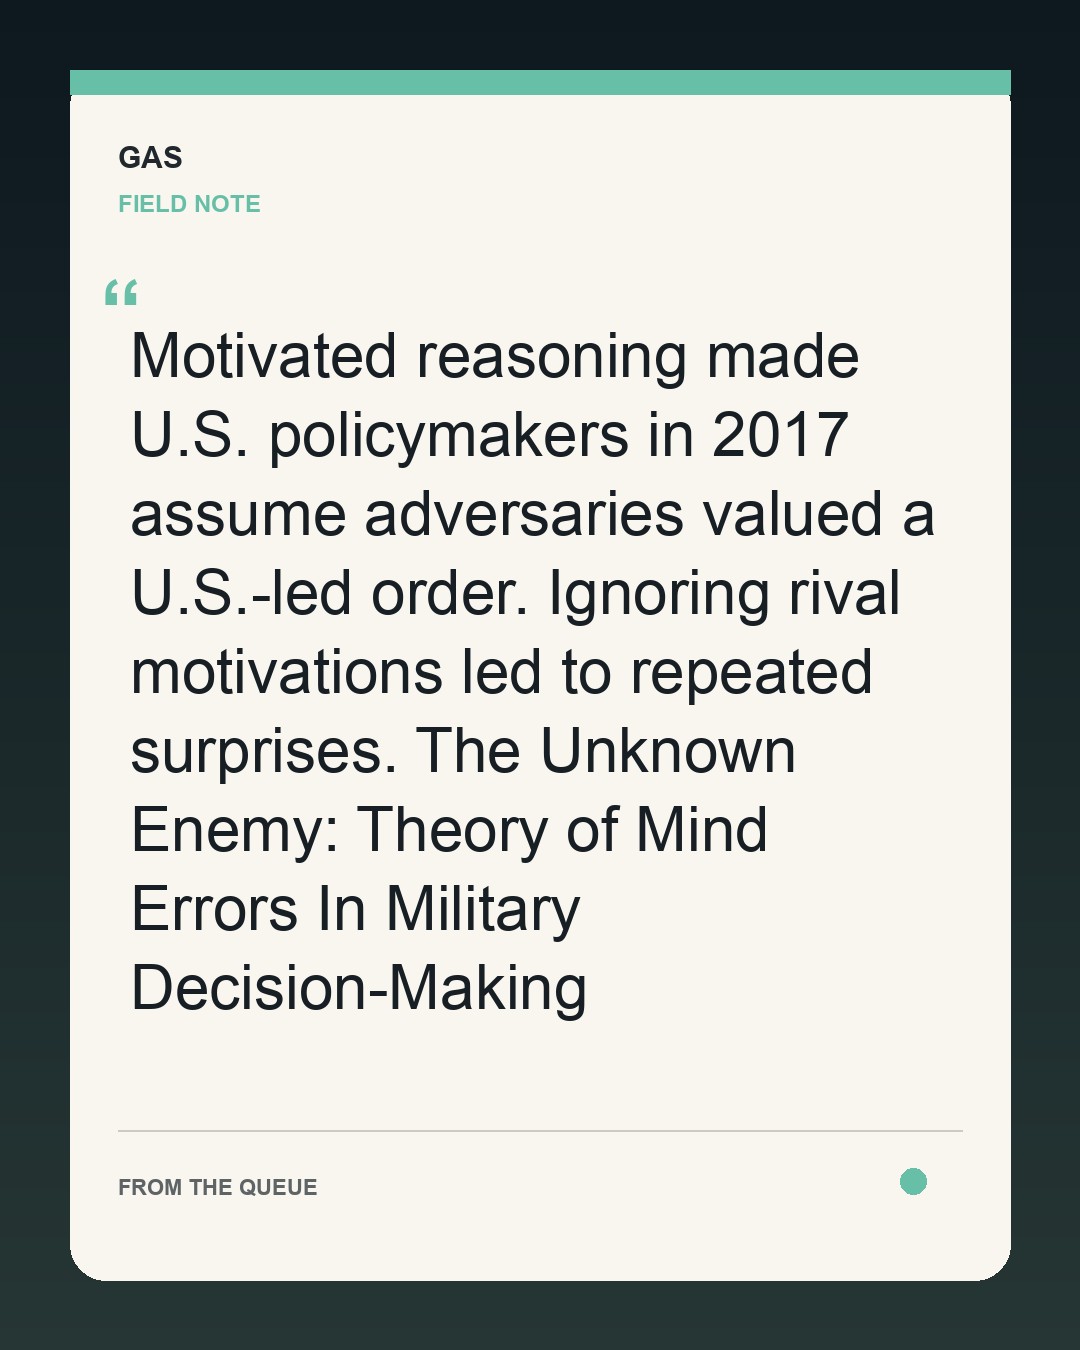 GAS
FIELD NOTE
“
Motivated reasoning made
U.S. policymakers in 2017
assume adversaries valued a
U.S.-led order. Ignoring rival
motivations led to repeated
surprises. The Unknown
Enemy: Theory of Mind
Errors In Military
Decision-Making
FROM THE QUEUE